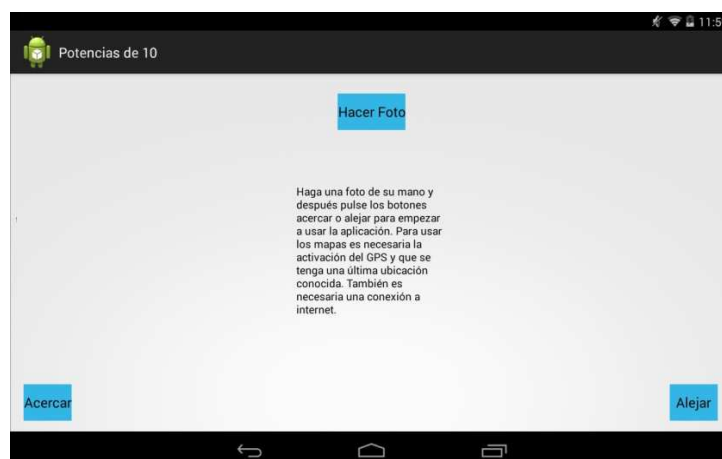 11:5
Potencias de 10
Hacer Foto
Haga una foto de su mano y
después pulse los botones
acercar o alejar para empezar
a usar la aplicación. Para usar
los mapas es necesaria la
activación del GPS y que se
tenga una última ubicación
conocida. También es
necesaria una conexión a
internet.
Acercar
Alejar